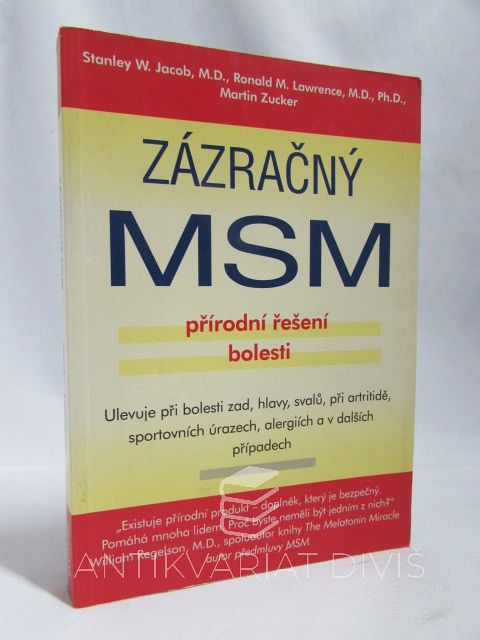 Stanley W. Jacob, M.D., Ronald M. Lawrence, M.D., Ph.D.,
Martin Zucker
ZÁZRAČNÝ
MSM
přírodní řešení
bolesti
Ulevuje při bolesti zad, hlavy, svalů, při artritidě,
sportovních úrazech, alergiích a v dalších
případech
„Existuje přírodní produkt – doplněk, který je bezpečný.
Pomáhá mnoha lidem. Proč byste neměli být jedním z nich?“
William Regelson, M.D., spoluautor knihy The Melatonin Miracle
autor předmluvy MSM
ANTIKVARIÁT DIVIŠ